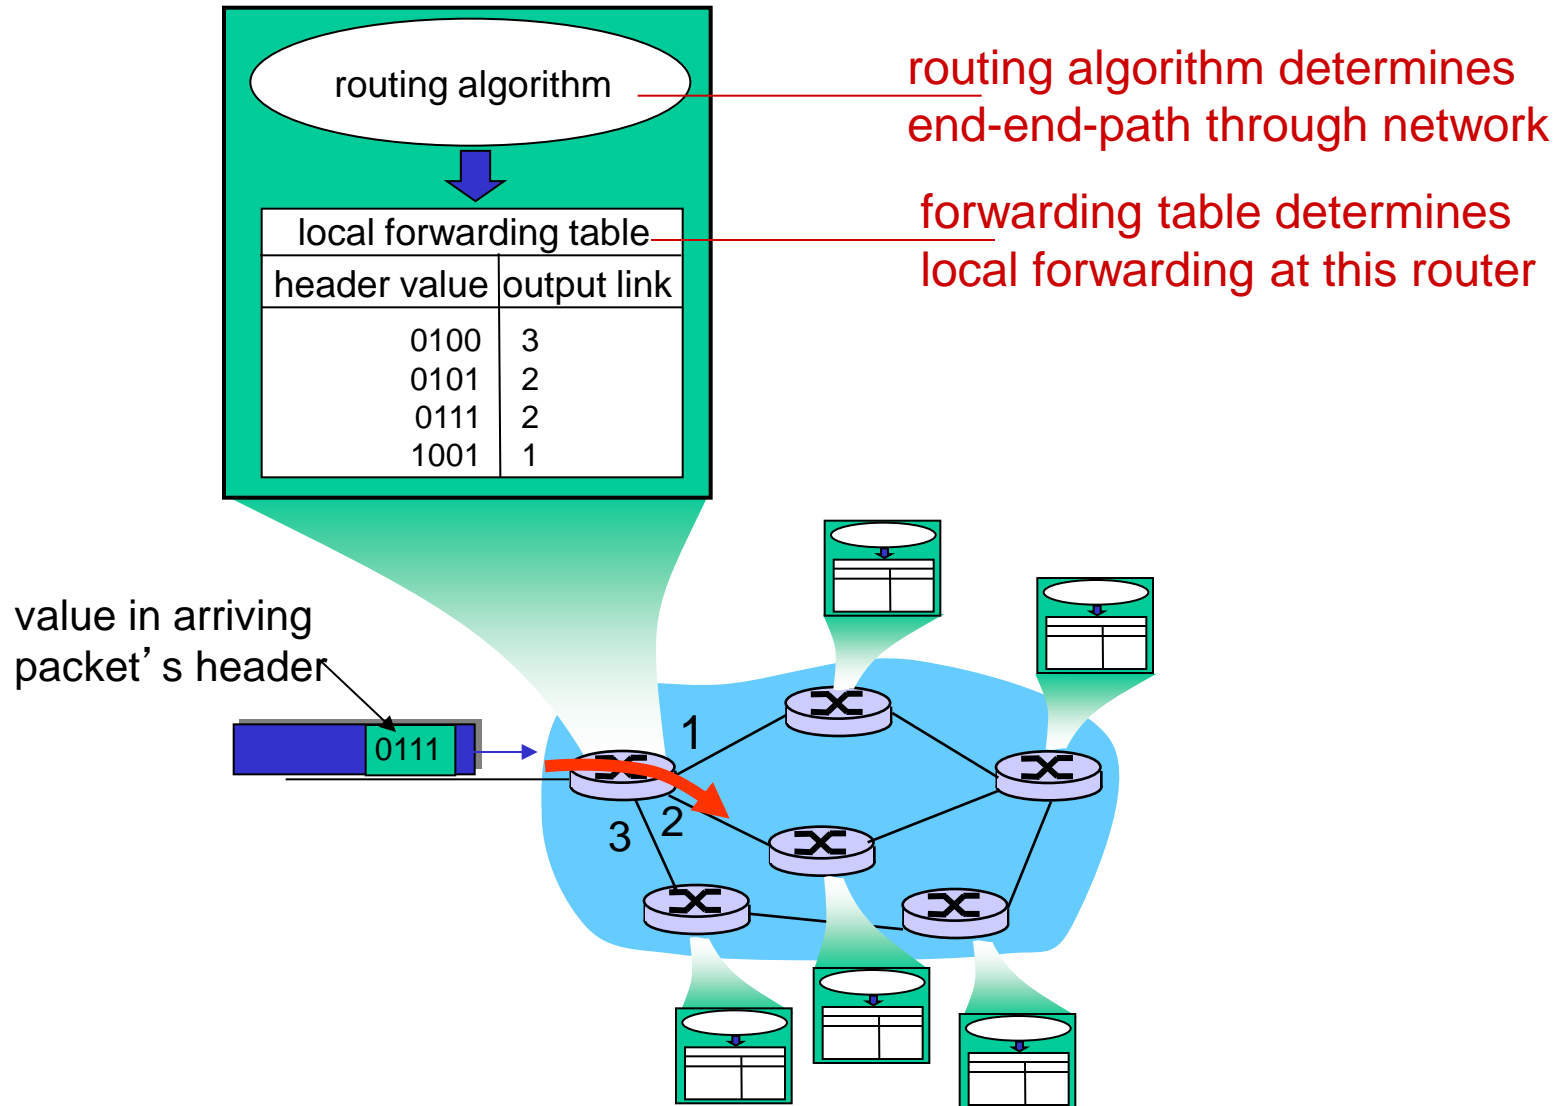 routing algorithm
routing algorithm determines
end-end-path through network
local forwarding table
forwarding table determines
local forwarding at this router
header value output link
0100 3
0101 2
0111 2
1001 1
value in arriving
packet’s header
0111
1
2
3